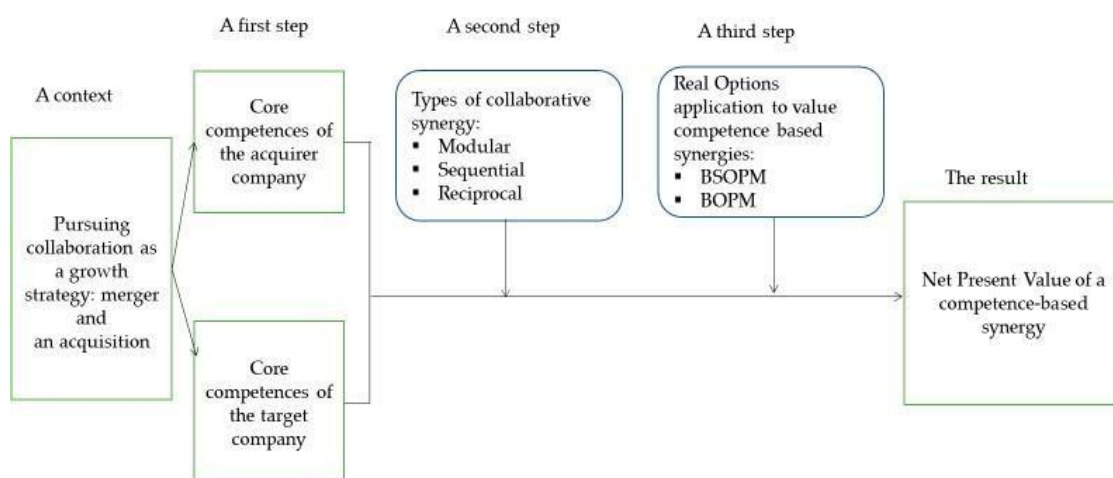 A first step
A second step
A third step
A context
Pursuing
collaboration as
a growth
strategy: merger
and
an acquisition
Core
competences of
the acquirer
company
Core
competences of
the target
company
Types of collaborative
synergy:
▪ Modular
▪ Sequential
▪ Reciprocal
Real Options
application to value
competence based
synergies:
▪ BSOPM
▪ BOPM
The result
Net Present Value of a
competence-based
synergy